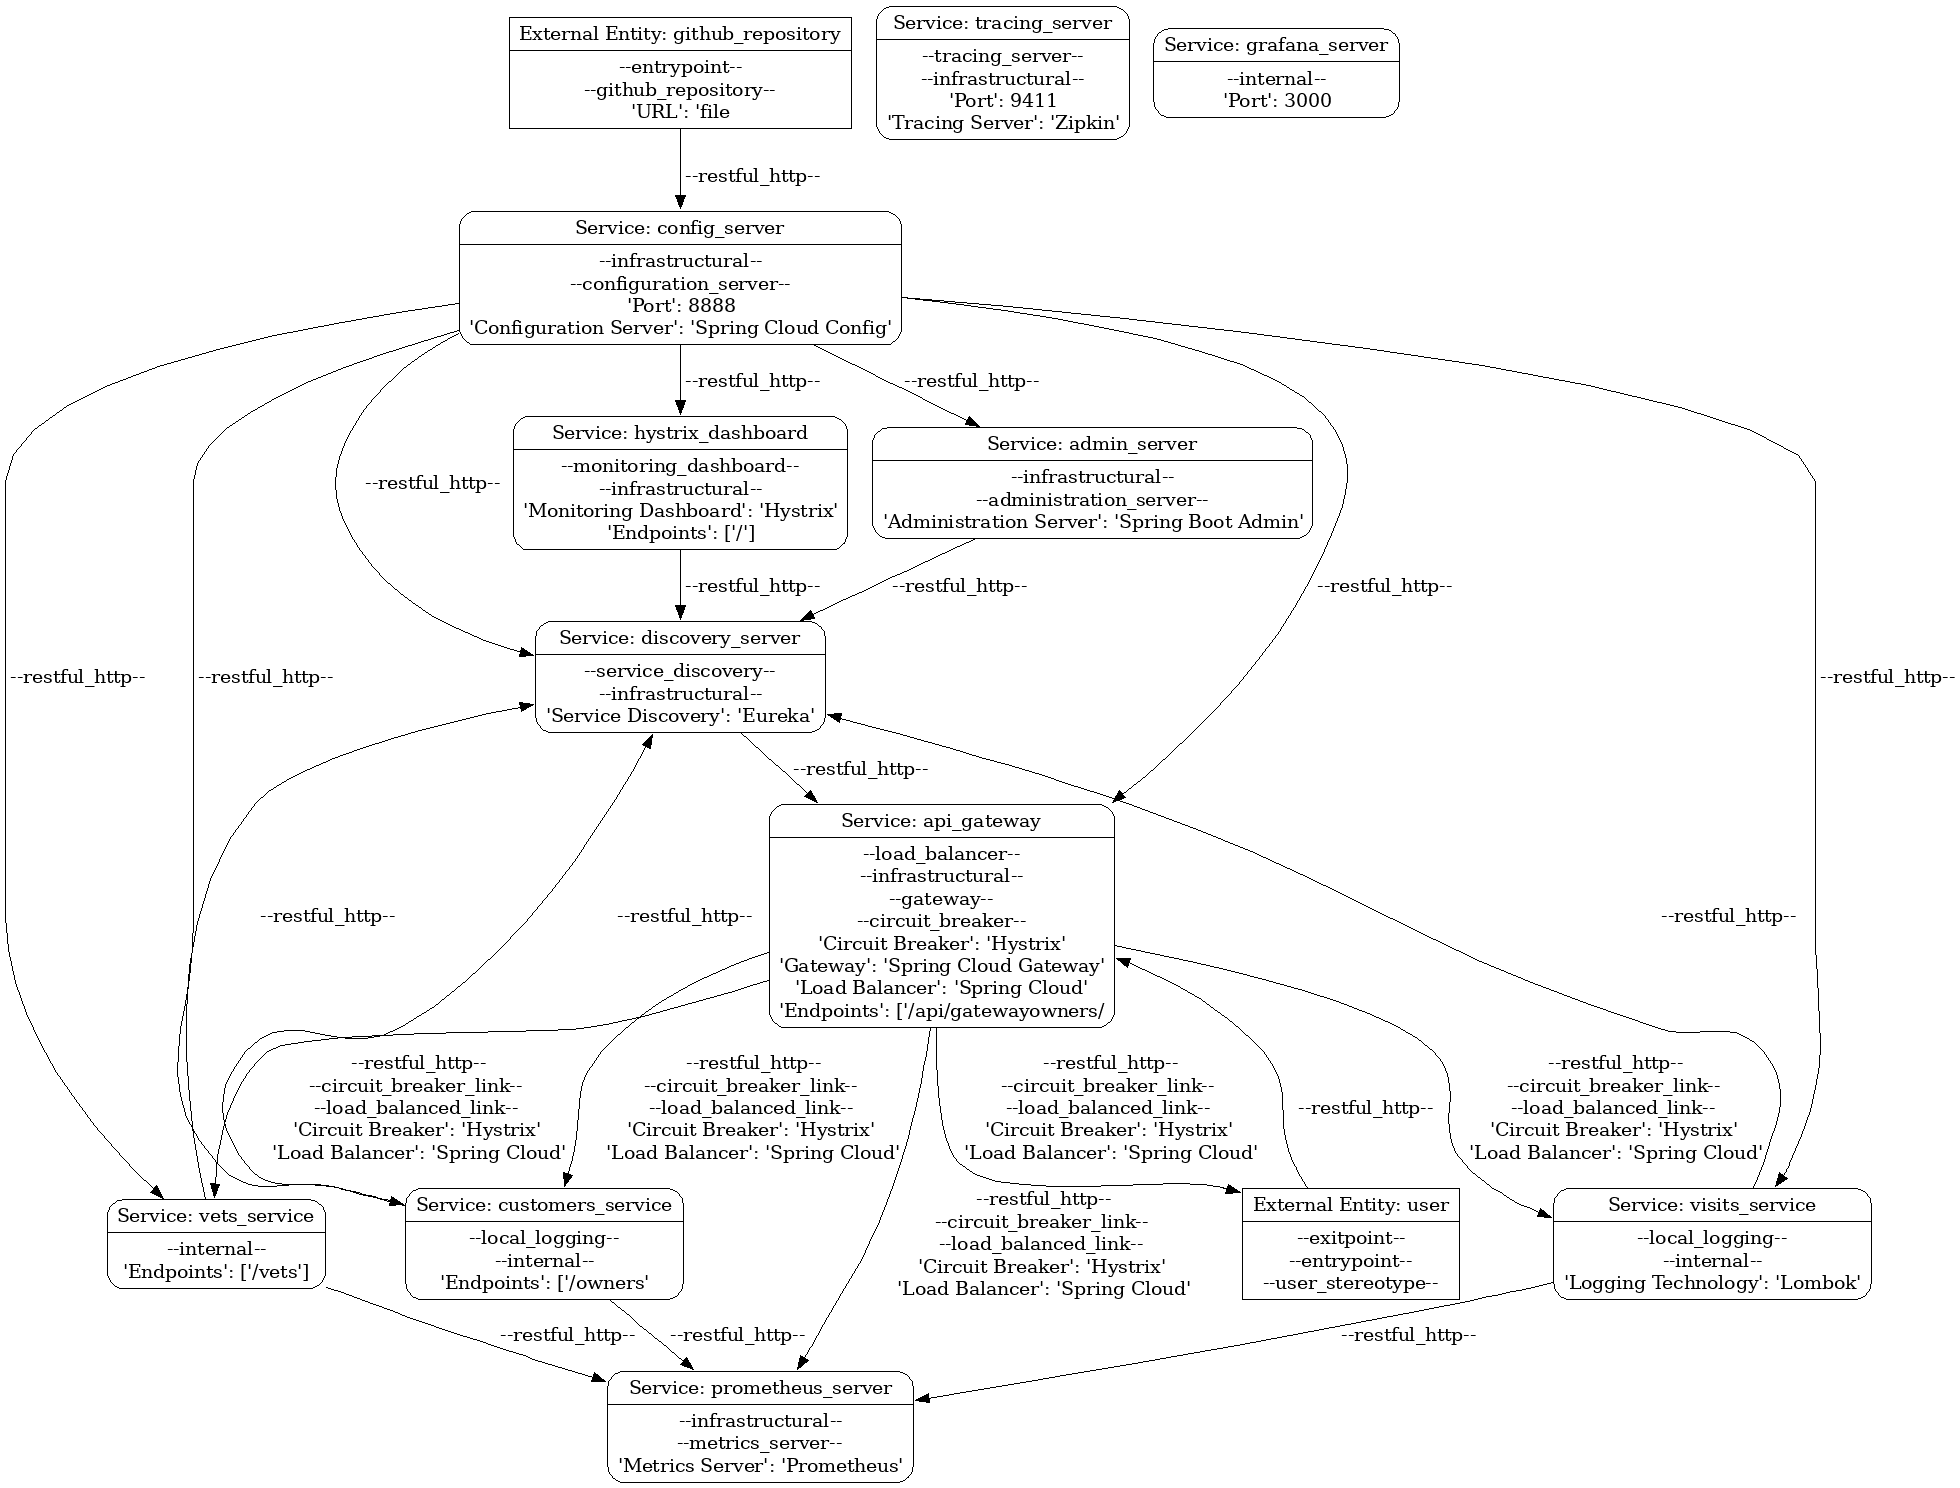 External Entity: github_repository
--entrypoint--
--github_repository--
'URL': 'file
Service: tracing_server
--tracing_server--
--infrastructural--
'Port': 9411
'Tracing Server': 'Zipkin'
Service: grafana_server
--internal--
'Port': 3000
--restful_http--
Service: config_server
--infrastructural--
--configuration_server--
'Port': 8888
'Configuration Server': 'Spring Cloud Config'
--restful_http--
--restful_http--
--restful_http--
Service: hystrix_dashboard
--monitoring_dashboard--
--infrastructural--
'Monitoring Dashboard': 'Hystrix'
'Endpoints': ['/']
Service: admin_server
--infrastructural--
--administration_server--
'Administration Server': 'Spring Boot Admin'
--restful_http--
--restful_http--
--restful_http--
--restful_http--
--restful_http--
Service: discovery_server
--service_discovery--
--infrastructural--
'Service Discovery': 'Eureka'
--restful_http--
--restful_http--
Service: api_gateway
--load_balancer--
--infrastructural--
--gateway--
--circuit_breaker--
'Circuit Breaker': 'Hystrix'
'Gateway': 'Spring Cloud Gateway'
'Load Balancer': 'Spring Cloud'
'Endpoints': ['/api/gatewayowners/
--restful_http--
--restful_http--
--restful_http--
--restful_http--
--circuit_breaker_link--
--load_balanced_link--
'Circuit Breaker': 'Hystrix'
'Load Balancer': 'Spring Cloud'
--restful_http--
--circuit_breaker_link--
--load_balanced_link--
'Circuit Breaker': 'Hystrix'
'Load Balancer': 'Spring Cloud'
--restful_http--
--circuit_breaker_link--
--load_balanced_link--
'Circuit Breaker': 'Hystrix'
'Load Balancer': 'Spring Cloud'
--restful_http--
--restful_http--
--circuit_breaker_link--
--load_balanced_link--
'Circuit Breaker': 'Hystrix'
'Load Balancer': 'Spring Cloud'
Service: vets_service
--internal--
'Endpoints': ['/vets']
Service: customers_service
--local_logging--
--internal--
'Endpoints': ['/owners'
--restful_http--
--circuit_breaker_link--
--load_balanced_link--
'Circuit Breaker': 'Hystrix'
'Load Balancer': 'Spring Cloud'
External Entity: user
--exitpoint--
--entrypoint--
--user_stereotype--
Service: visits_service
--local_logging--
--internal--
'Logging Technology': 'Lombok'
--restful_http--
--restful_http--
--restful_http--
Service: prometheus_server
--infrastructural--
--metrics_server--
'Metrics Server': 'Prometheus'